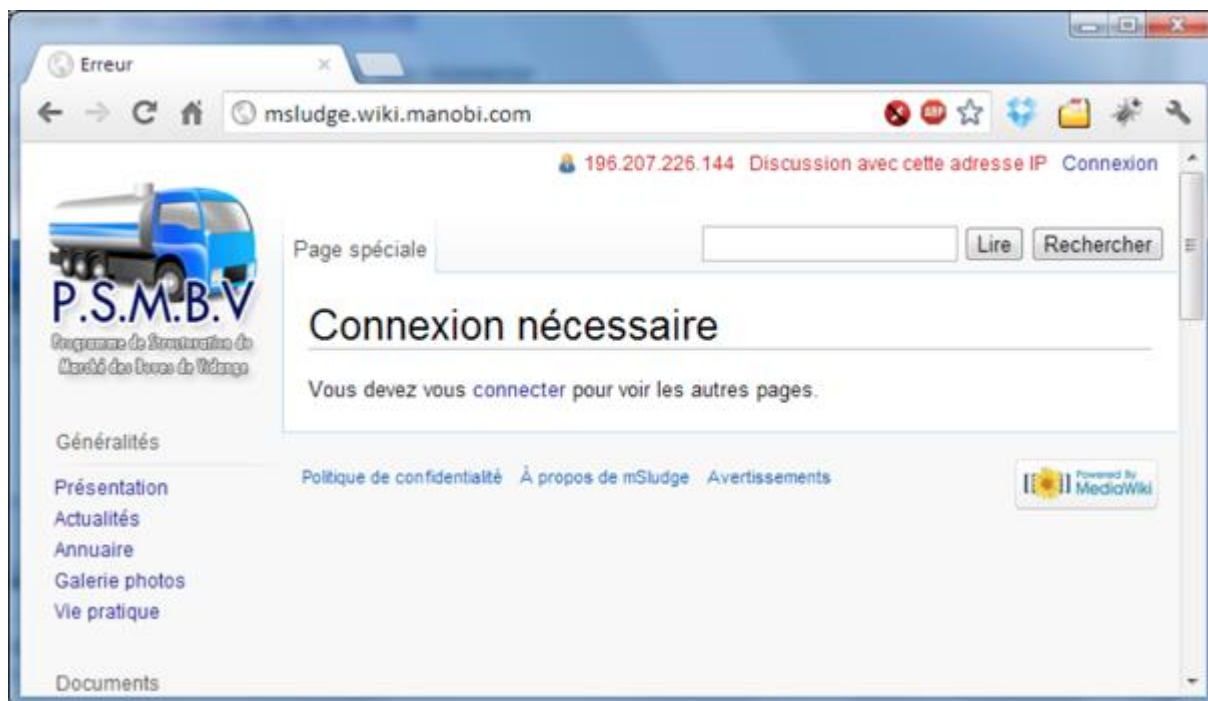 Erreur
msludge.wiki.manobi.com
ABP
196.207.226.144 Discussion avec cette adresse IP Connexion
Page spéciale
Lire
Rechercher
P.S.M.B.V
Programme de Structuration du
Marché des Boues de Vidange
Connexion nécessaire
Vous devez vous connecter pour voir les autres pages.
Généralités
Présentation
Actualités
Annuaire
Galerie photos
Vie pratique
Documents
Politique de confidentialité À propos de mSludge Avertissements
Powered By
MediaWiki